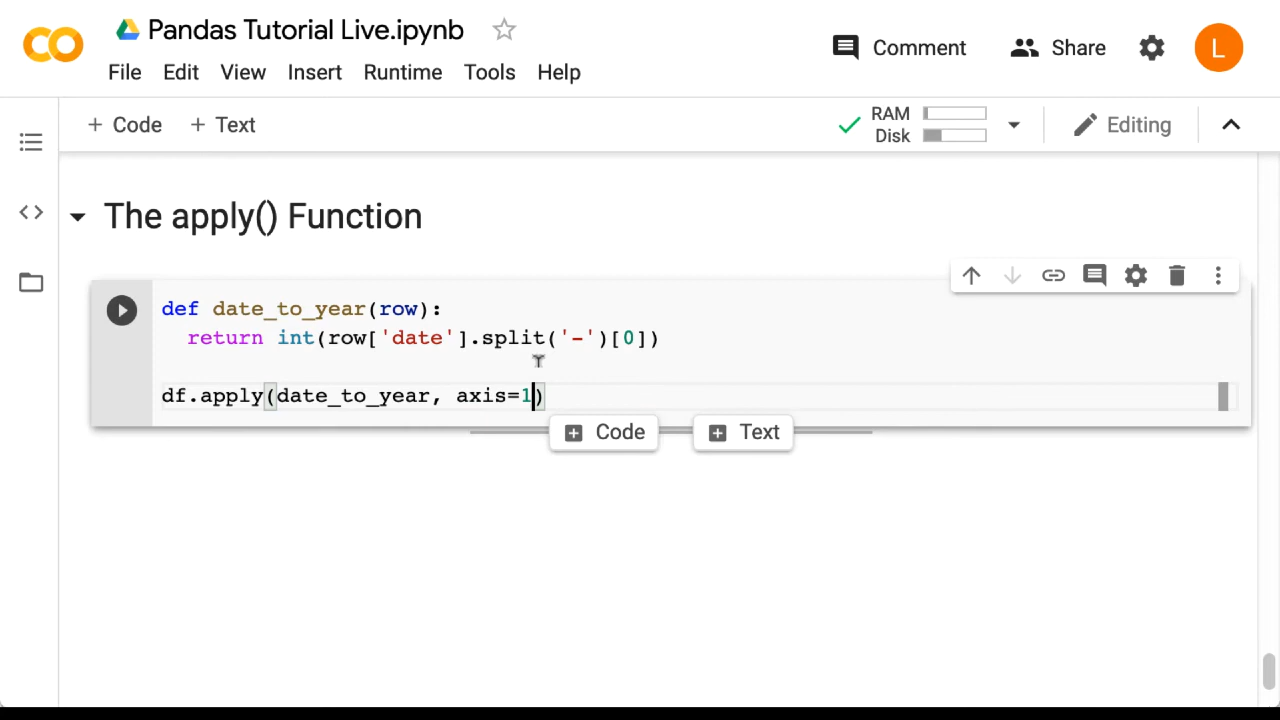 Pandas Tutorial Live.ipynb
File Edit View Insert Runtime Tools Help
Comment Share L
+ Code + Text
RAM
Disk
Editing
The apply() Function
def date_to_year(row):
  return int(row['date'].split('-')[0])
df.apply(date_to_year, axis=1)
Code Text